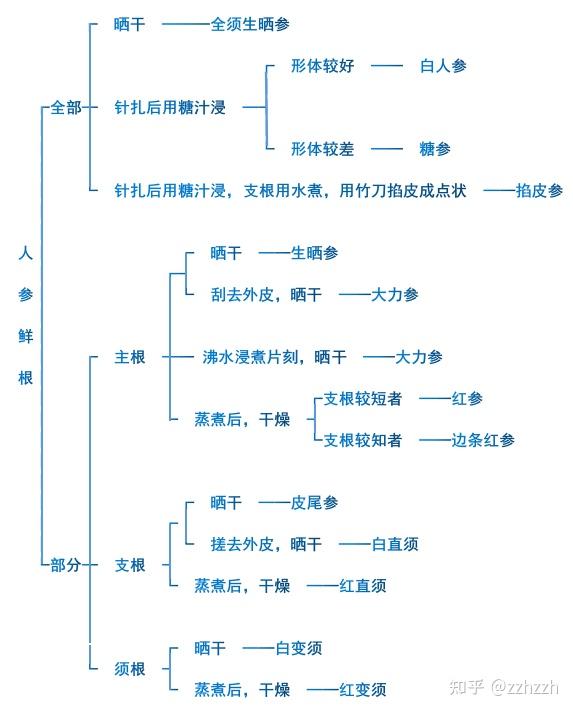 晒干 全须生晒参
形体较好 白人参
全部 针扎后用糖汁浸
形体较差 糖参
针扎后用糖汁浸，支根用水煮，用竹刀掐皮成点状 掐皮参
人参鲜根
晒干 生晒参
刮去外皮，晒干 大力参
主根 沸水浸煮片刻，晒干 大力参
支根较短者 红参
蒸煮后，干燥
支根较知者 边条红参
晒干 皮尾参
搓去外皮，晒干 白直须
部分 支根
蒸煮后，干燥 红直须
晒干 白变须
须根
蒸煮后，干燥 红变须
知乎 @zzhzzh